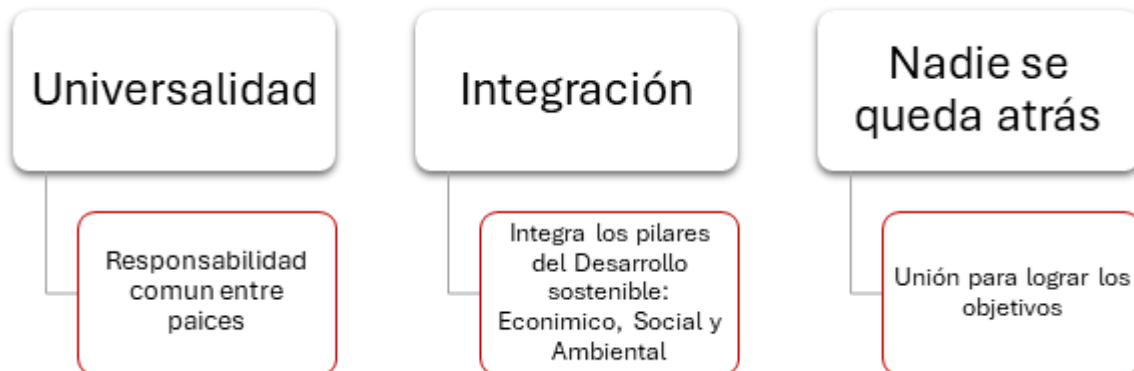 Universalidad
Responsabilidad
comun entre
paices
Integración
Integra los pilares
del Desarrollo
sostenible:
Econimico, Social y
Ambiental
Nadie se
queda atrás
Unión para lograr los
objetivos